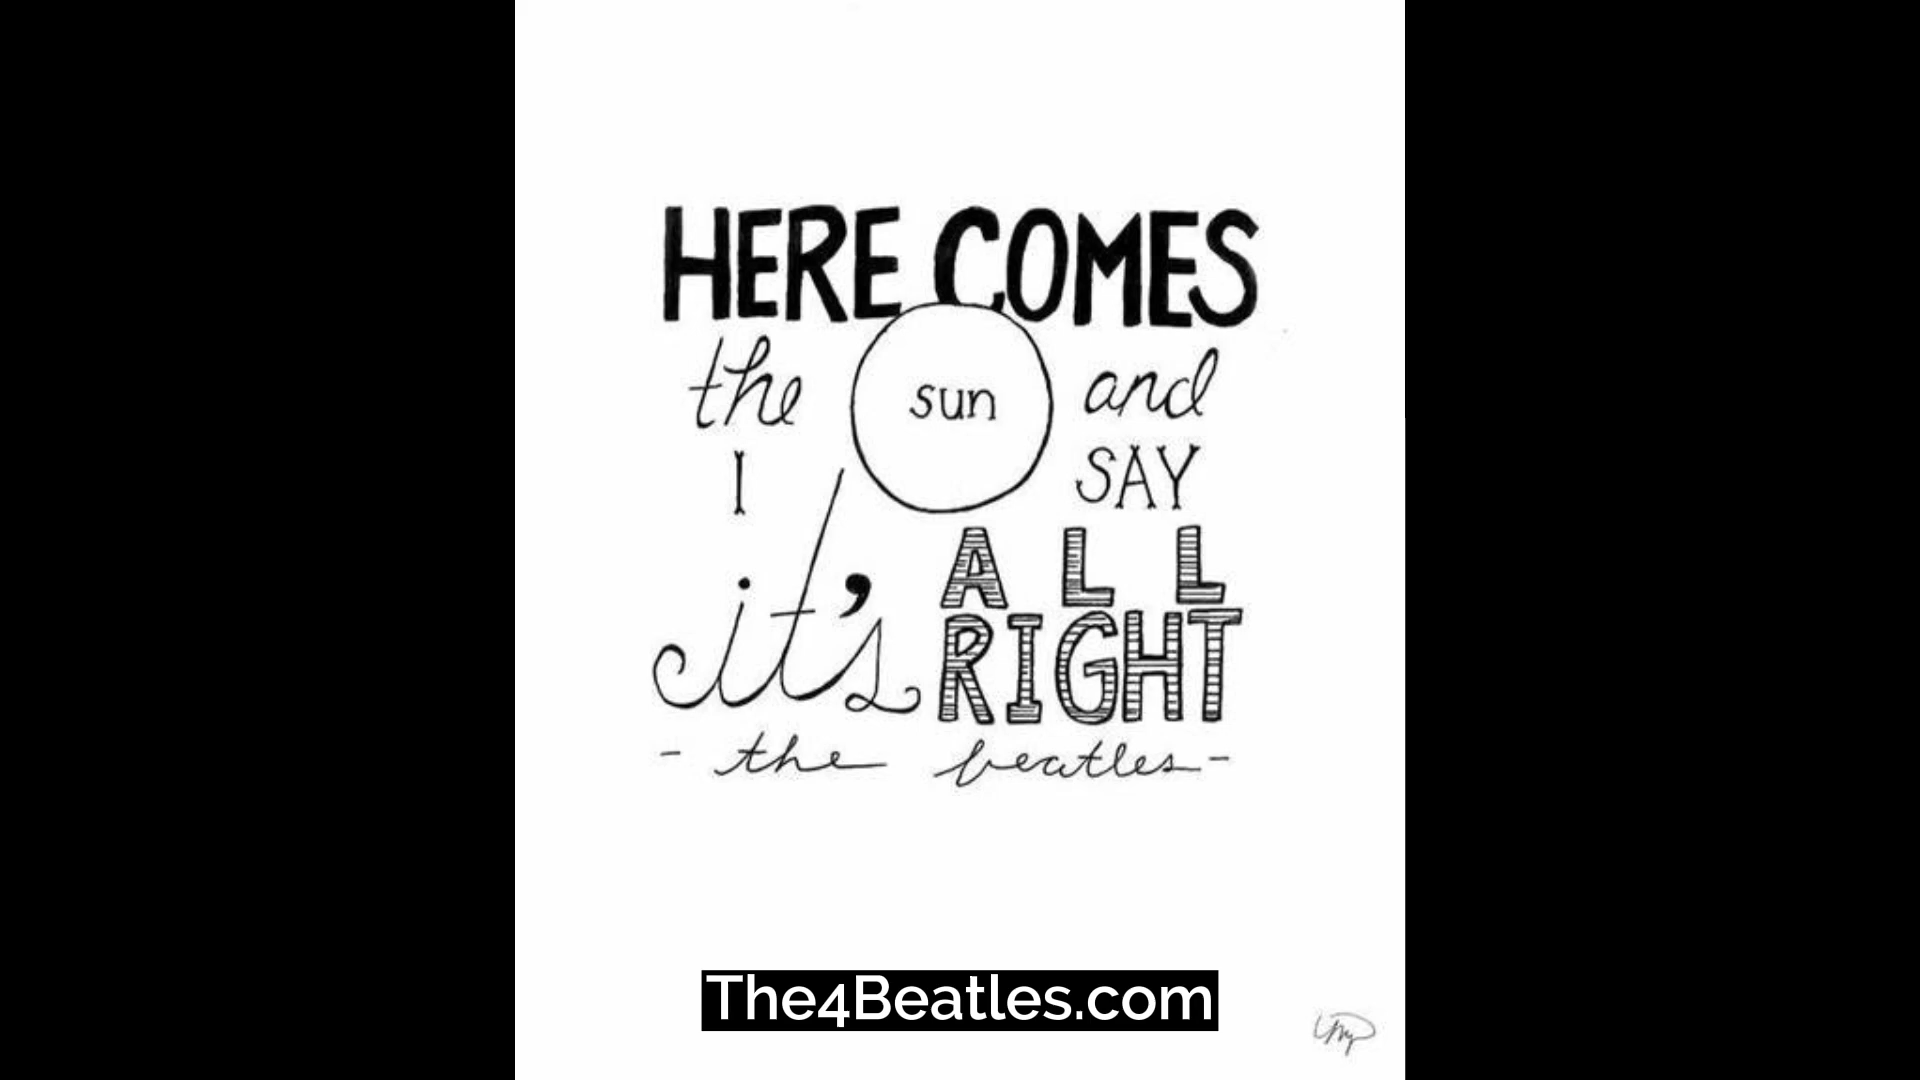 HERE COMES
the sun and
I SAY
it's ALL
RIGHT
- the beatles -
The4Beatles.com